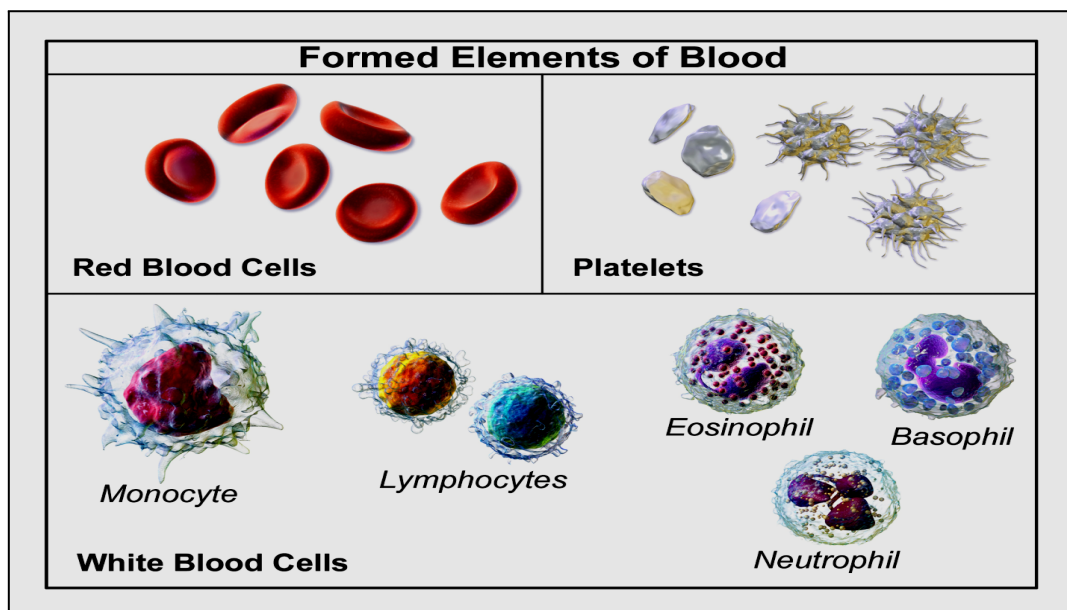 Formed Elements of Blood
Red Blood Cells
Platelets
Monocyte
Lymphocytes
Eosinophil
Basophil
Neutrophil
White Blood Cells